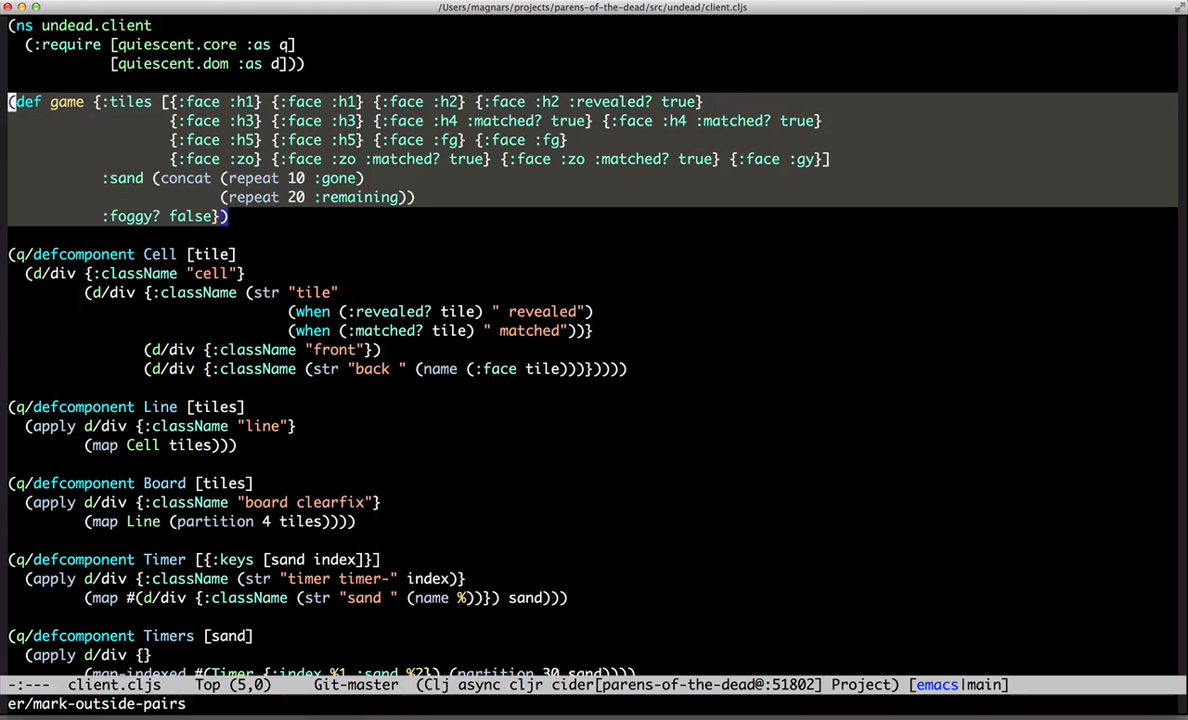 /Users/magnars/projects/parens-of-the-dead/src/undead/client.cljs
(ns undead.client
  (:require [quiescent.core :as q]
            [quiescent.dom :as d]))
(def game {:tiles [{:face :h1} {:face :h1} {:face :h2} {:face :h2 :revealed? true}
                   {:face :h3} {:face :h3} {:face :h4 :matched? true} {:face :h4 :matched? true}
                   {:face :h5} {:face :h5} {:face :fg} {:face :fg}
                   {:face :zo} {:face :zo :matched? true} {:face :zo :matched? true} {:face :gy}]
           :sand (concat (repeat 10 :gone)
                         (repeat 20 :remaining))
           :foggy? false})
(q/defcomponent Cell [tile]
  (d/div {:className "cell"}
         (d/div {:className (str "tile"
                                 (when (:revealed? tile) " revealed")
                                 (when (:matched? tile) " matched"))}
                (d/div {:className "front"})
                (d/div {:className (str "back " (name (:face tile)))}))))
(q/defcomponent Line [tiles]
  (apply d/div {:className "line"}
         (map Cell tiles)))
(q/defcomponent Board [tiles]
  (apply d/div {:className "board clearfix"}
         (map Line (partition 4 tiles))))
(q/defcomponent Timer [{:keys [sand index]}]
  (apply d/div {:className (str "timer timer-" index)}
         (map #(d/div {:className (str "sand " (name %))}) sand)))
(q/defcomponent Timers [sand]
  (apply d/div {}
         (map-indexed #(Timer {:index %1 :sand %2}) (partition 30 sand))))
-:---  client.cljs    Top (5,0)    Git-master  (Clj async cljr cider[parens-of-the-dead@:51802] Project) [emacs|main]
er/mark-outside-pairs